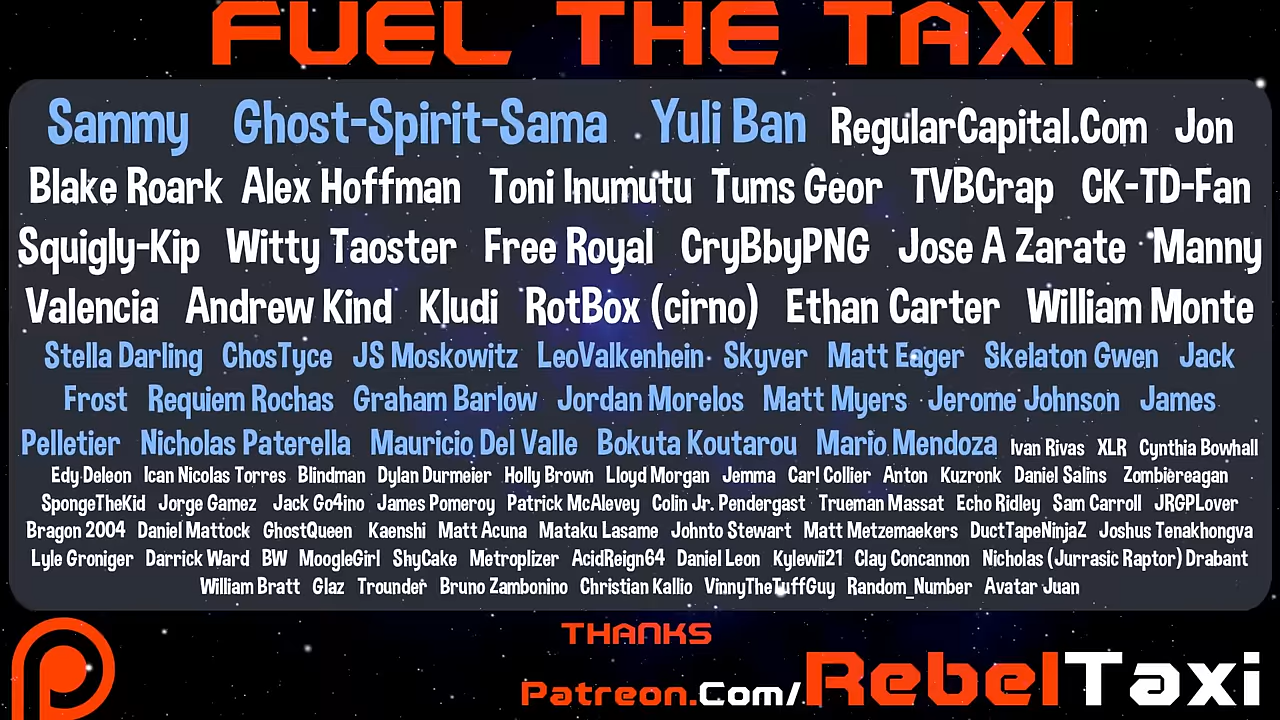 FUEL THE TAXI
Sammy Ghost-Spirit-Sama Yuli Ban RegularCapital.Com Jon
Blake Roark Alex Hoffman Toni Inumutu Tums Geor TVBCrap CK-TD-Fan
Squigly-Kip Witty Taoster Free Royal CryBbyPNG Jose A Zarate Manny
Valencia Andrew Kind Kludi RotBox (cirno) Ethan Carter William Monte
Stella Darling ChosTyce JS Moskowitz LeoValkenhein Skyver Matt Eager Skelaton Gwen Jack
Frost Requiem Rochas Graham Barlow Jordan Morelos Matt Myers Jerome Johnson James
Pelletier Nicholas Paterella Mauricio Del Valle Bokuta Koutarou Mario Mendoza Ivan Rivas XLR Cynthia Bowhall
Edy Deleon Ican Nicolas Torres Blindman Dylan Durmeier Holly Brown Lloyd Morgan Jemma Carl Collier Anton Kuzronk Daniel Salins Zombiereagan
SpongeTheKid Jorge Gamez Jack Go4ino James Pomeroy Patrick McAlevey Colin Jr. Pendergast Trueman Massat Echo Ridley Sam Carroll JRGPLover
Bragon 2004 Daniel Mattock GhostQueen Kaenshi Matt Acuna Mataku Lasame Johnto Stewart Matt Metzemaekers DuctTapeNinjaZ Joshus Tenakhongva
Lyle Groniger Darrick Ward BW MoogleGirl ShyCake Metroplizer AcidReign64 Daniel Leon Kylewii21 Clay Concannon Nicholas (Jurrasic Raptor) Drabant
William Bratt Glaz Trounder Bruno Zambonino Christian Kallio VinnyTheTuffGuy Random_Number Avatar Juan
THANKS
Patreon.Com/RebelTaxi